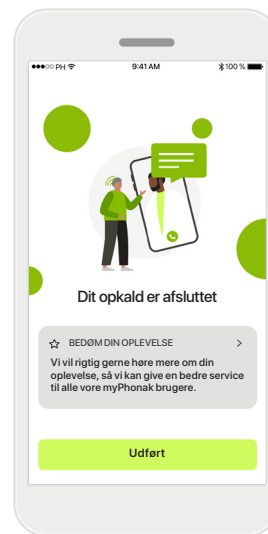 PH 9:41 AM 100 %
Dit opkald er afsluttet
BEDØM DIN OPLEVELSE
Vi vil rigtig gerne høre mere om din
oplevelse, så vi kan give en bedre service
til alle vore myPhonak brugere.
Udført